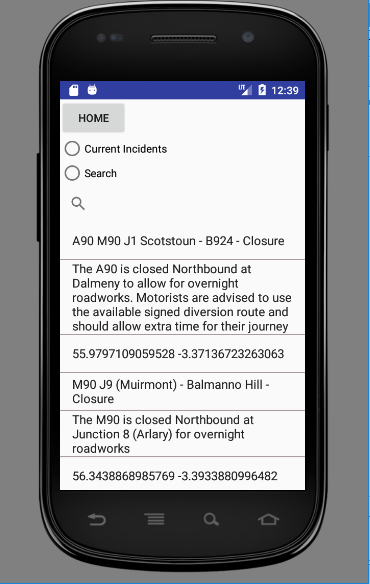 12:39
HOME
Current Incidents
Search
A90 M90 J1 Scotstoun - B924 - Closure
The A90 is closed Northbound at
Dalmeny to allow for overnight
roadworks. Motorists are advised to use
the available signed diversion route and
should allow extra time for their journey
55.9797109059528 -3.37136723263063
M90 J9 (Muirmont) - Balmanno Hill -
Closure
The M90 is closed Northbound at
Junction 8 (Arlary) for overnight
roadworks
56.3438868985769 -3.3933880996482